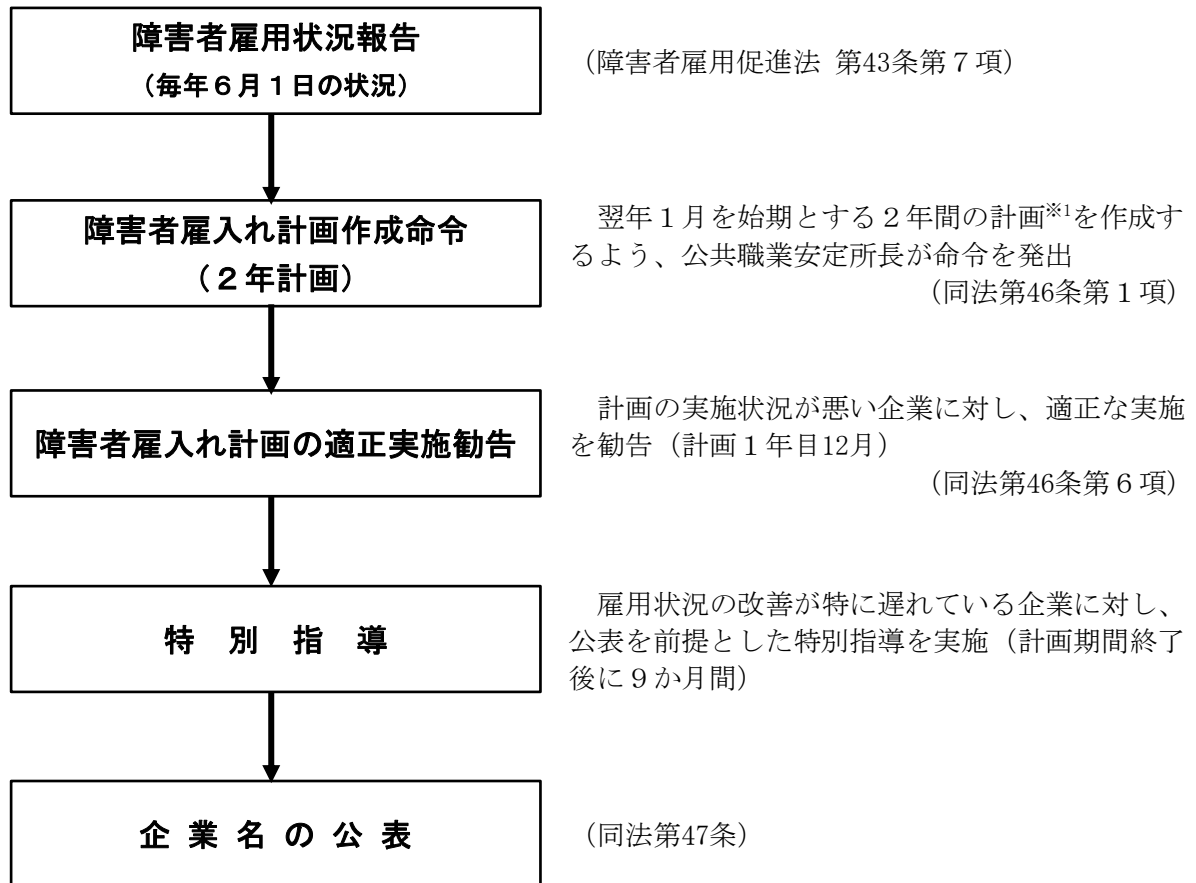 障害者雇用状況報告
（毎年６月１日の状況）
（障害者雇用促進法 第43条第７項）
障害者雇入れ計画作成命令
（２年計画）
翌年１月を始期とする２年間の計画※1を作成す
るよう、公共職業安定所長が命令を発出
（同法第46条第１項）
障害者雇入れ計画の適正実施勧告
計画の実施状況が悪い企業に対し、適正な実施
を勧告（計画１年目12月）
（同法第46条第６項）
特 別 指 導
雇用状況の改善が特に遅れている企業に対し、
公表を前提とした特別指導を実施（計画期間終了
後に９か月間）
企 業 名 の 公 表
（同法第47条）